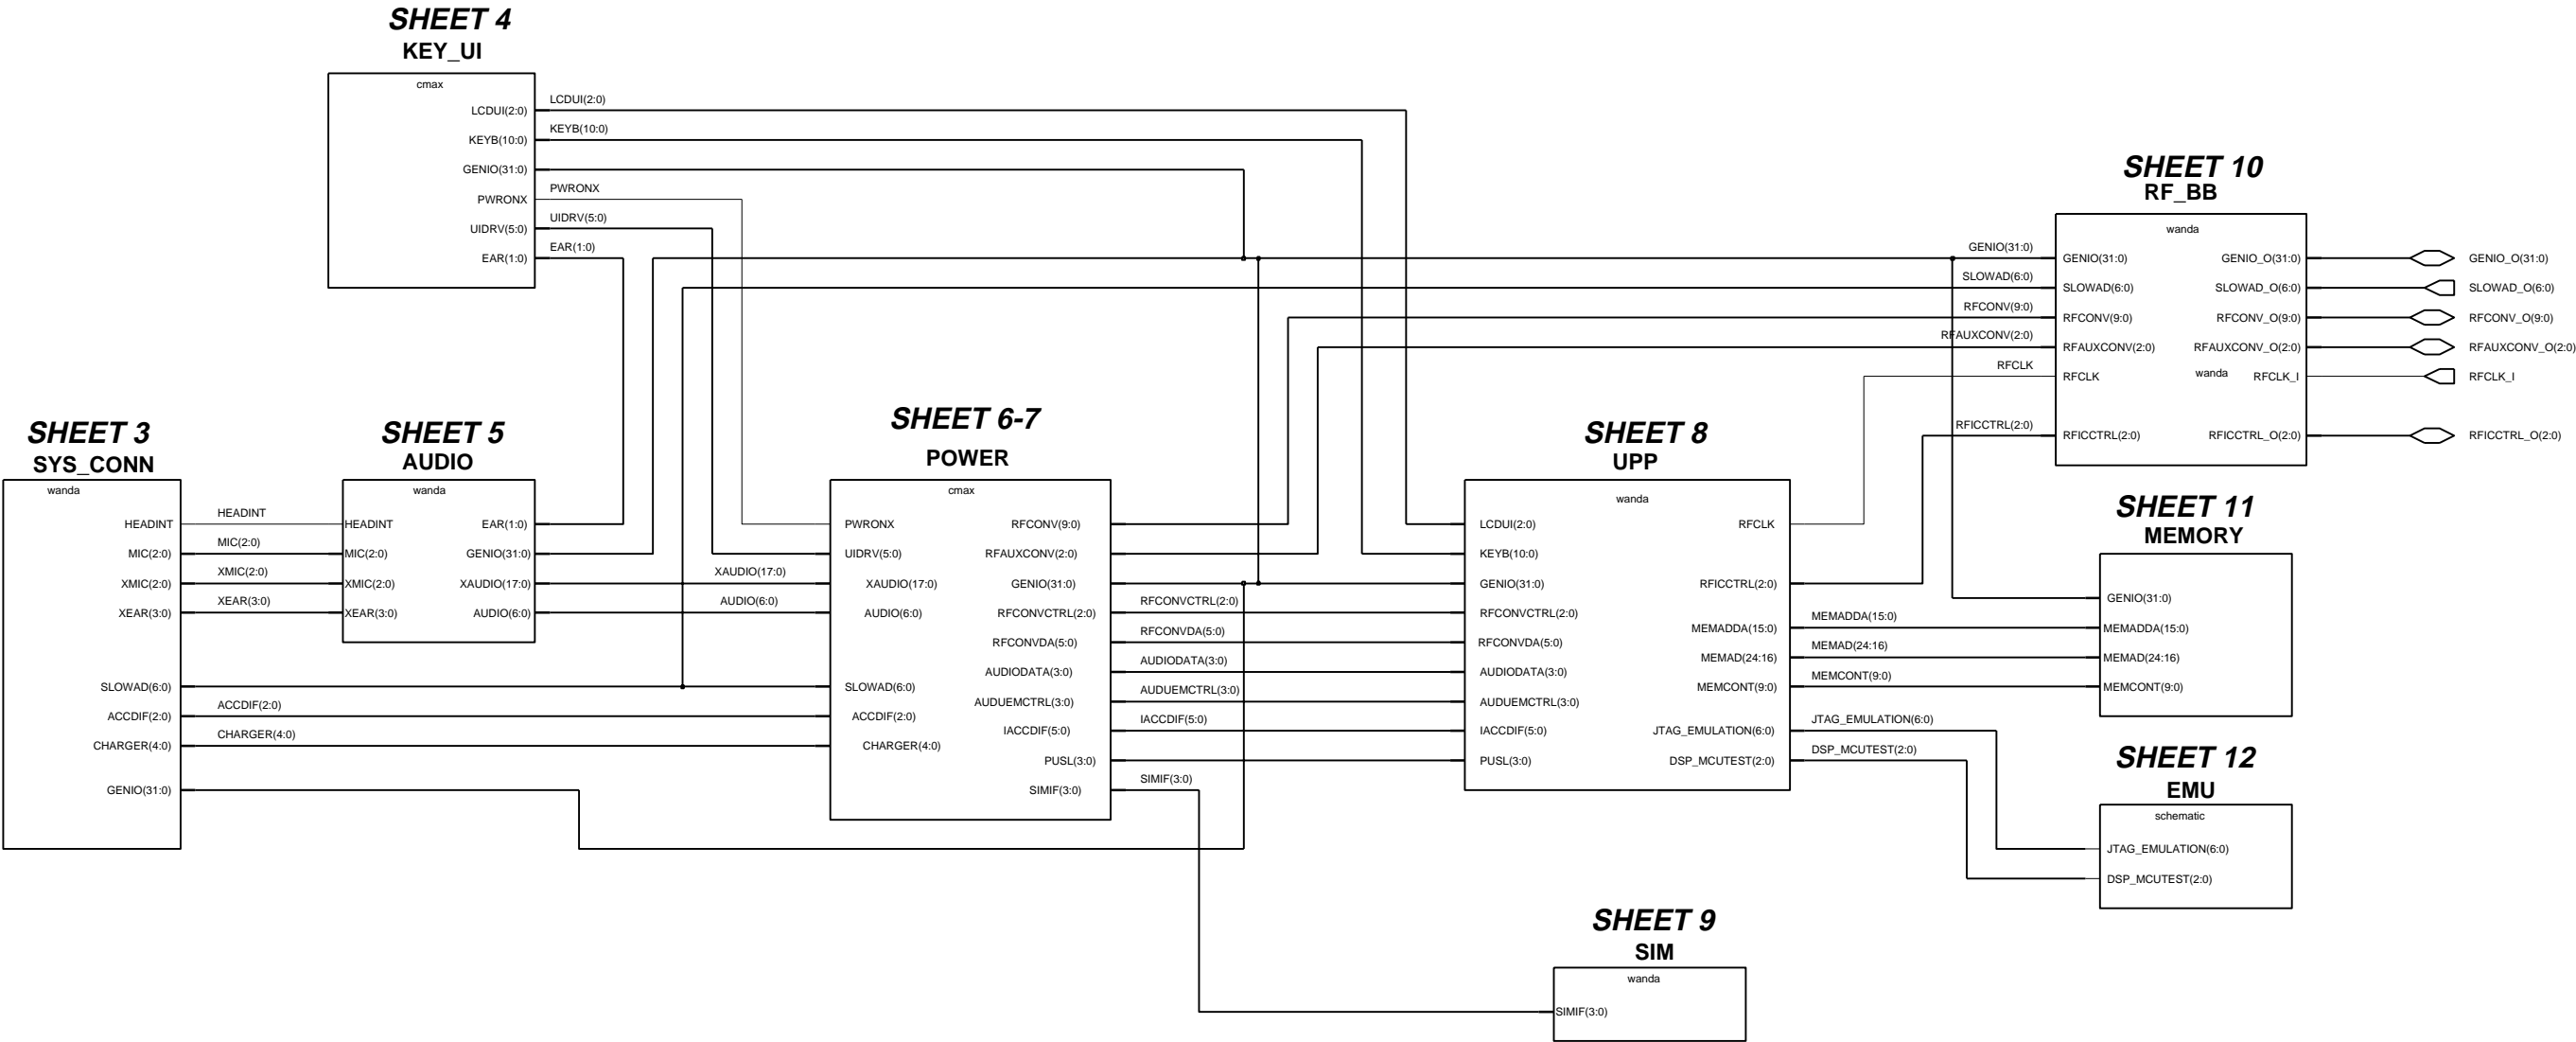 SHEET 4
KEY_UI
cmax
LCDUI(2:0)
KEYB(10:0)
GENIO(31:0)
PWRONX
UIDRV(5:0)
EAR(1:0)
LCDUI(2:0)
KEYB(10:0)
PWRONX
UIDRV(5:0)
EAR(1:0)
SHEET 10
RF_BB
wanda
GENIO(31:0)
SLOWAD(6:0)
RFCONV(9:0)
RFAUXCONV(2:0)
RFCLK
RFICCTRL(2:0)
GENIO(31:0)
SLOWAD(6:0)
RFCONV(9:0)
RFAUXCONV(2:0)
RFCLK
RFICCTRL(2:0)
GENIO_O(31:0)
SLOWAD_O(6:0)
RFCONV_O(9:0)
RFAUXCONV_O(2:0)
wanda
RFCLK_I
RFICCTRL_O(2:0)
GENIO_O(31:0)
SLOWAD_O(6:0)
RFCONV_O(9:0)
RFAUXCONV_O(2:0)
RFCLK_I
RFICCTRL_O(2:0)
SHEET 3
SYS_CONN
wanda
HEADINT
MIC(2:0)
XMIC(2:0)
XEAR(3:0)
SLOWAD(6:0)
ACCDIF(2:0)
CHARGER(4:0)
GENIO(31:0)
HEADINT
MIC(2:0)
XMIC(2:0)
XEAR(3:0)
ACCDIF(2:0)
CHARGER(4:0)
SHEET 5
AUDIO
wanda
HEADINT
MIC(2:0)
XMIC(2:0)
XEAR(3:0)
EAR(1:0)
GENIO(31:0)
XAUDIO(17:0)
AUDIO(6:0)
XAUDIO(17:0)
AUDIO(6:0)
SHEET 6-7
POWER
cmax
PWRONX
UIDRV(5:0)
XAUDIO(17:0)
AUDIO(6:0)
SLOWAD(6:0)
ACCDIF(2:0)
CHARGER(4:0)
RFCONV(9:0)
RFAUXCONV(2:0)
GENIO(31:0)
RFCONVCTRL(2:0)
RFCONVDA(5:0)
AUDIODATA(3:0)
AUDUEMCTRL(3:0)
IACCDIF(5:0)
PUSL(3:0)
SIMIF(3:0)
RFCONVCTRL(2:0)
RFCONVDA(5:0)
AUDIODATA(3:0)
AUDUEMCTRL(3:0)
IACCDIF(5:0)
SIMIF(3:0)
SHEET 8
UPP
wanda
LCDUI(2:0)
KEYB(10:0)
GENIO(31:0)
RFCONVCTRL(2:0)
RFCONVDA(5:0)
AUDIODATA(3:0)
AUDUEMCTRL(3:0)
IACCDIF(5:0)
PUSL(3:0)
RFCLK
RFICCTRL(2:0)
MEMADDA(15:0)
MEMAD(24:16)
MEMCONT(9:0)
JTAG_EMULATION(6:0)
DSP_MCUTEST(2:0)
MEMADDA(15:0)
MEMAD(24:16)
MEMCONT(9:0)
JTAG_EMULATION(6:0)
DSP_MCUTEST(2:0)
SHEET 11
MEMORY
GENIO(31:0)
MEMADDA(15:0)
MEMAD(24:16)
MEMCONT(9:0)
SHEET 12
EMU
schematic
JTAG_EMULATION(6:0)
DSP_MCUTEST(2:0)
SHEET 9
SIM
wanda
SIMIF(3:0)